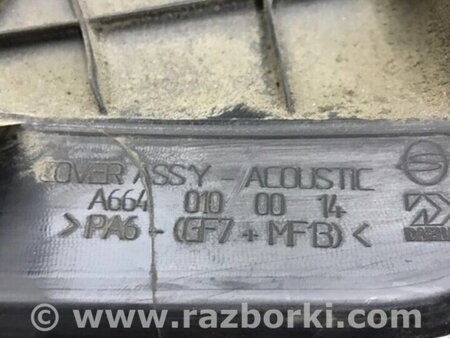 COVER ASS'Y - ACOUSTIC
A664 010 00 14
>PA6 - (GF7 + MF13)<
www.razborki.com